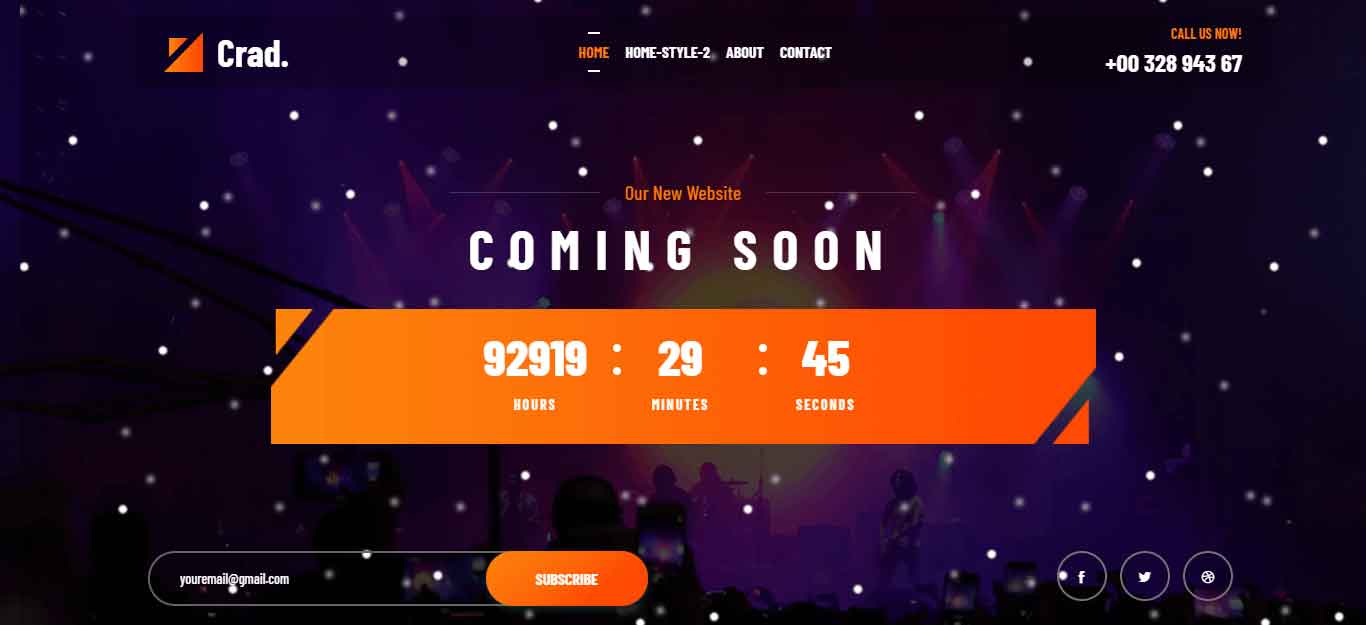 Crad.
HOME HOME-STYLE-2 ABOUT CONTACT
CALL US NOW!
+00 328 943 67
Our New Website
COMING SOON
92919 : 29 : 45
HOURS MINUTES SECONDS
youremail@gmail.com SUBSCRIBE